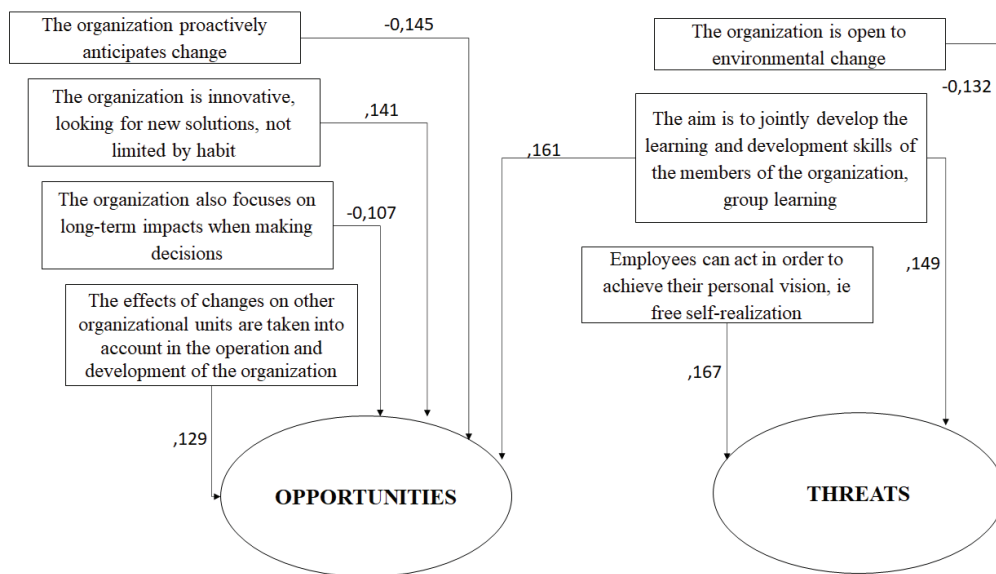 The organization proactively
anticipates change
-0,145
The organization is innovative,
looking for new solutions, not
limited by habit
,141
The organization also focuses on
long-term impacts when making
decisions
-0,107
The effects of changes on other
organizational units are taken into
account in the operation and
development of the organization
,129
OPPORTUNITIES
The organization is open to
environmental change
-0,132
The aim is to jointly develop the
learning and development skills of
the members of the organization,
group learning
,161
,149
Employees can act in order to
achieve their personal vision, ie
free self-realization
,167
THREATS